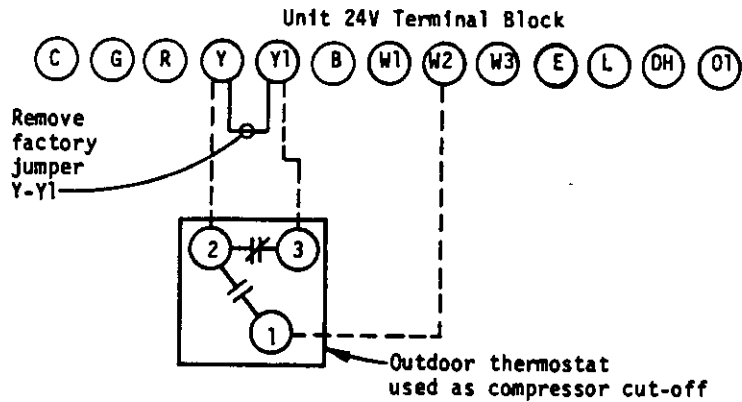 Unit 24V Terminal Block
C G R Y Y1 B W1 W2 W3 E L DH O1
Remove
factory
jumper
Y-Y1
2 3
1
Outdoor thermostat
used as compressor cut-off